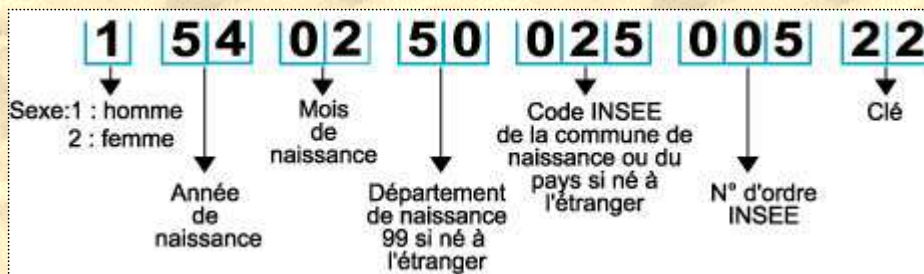 1 54 02 50 025 005 22
Sexe:1 : homme
2 : femme
Année
de
naissance
Mois
de
naissance
Département
de naissance
99 si né à
l'étranger
Code INSEE
de la commune de
naissance ou du
pays si né à
l'étranger
N° d'ordre
INSEE
Clé